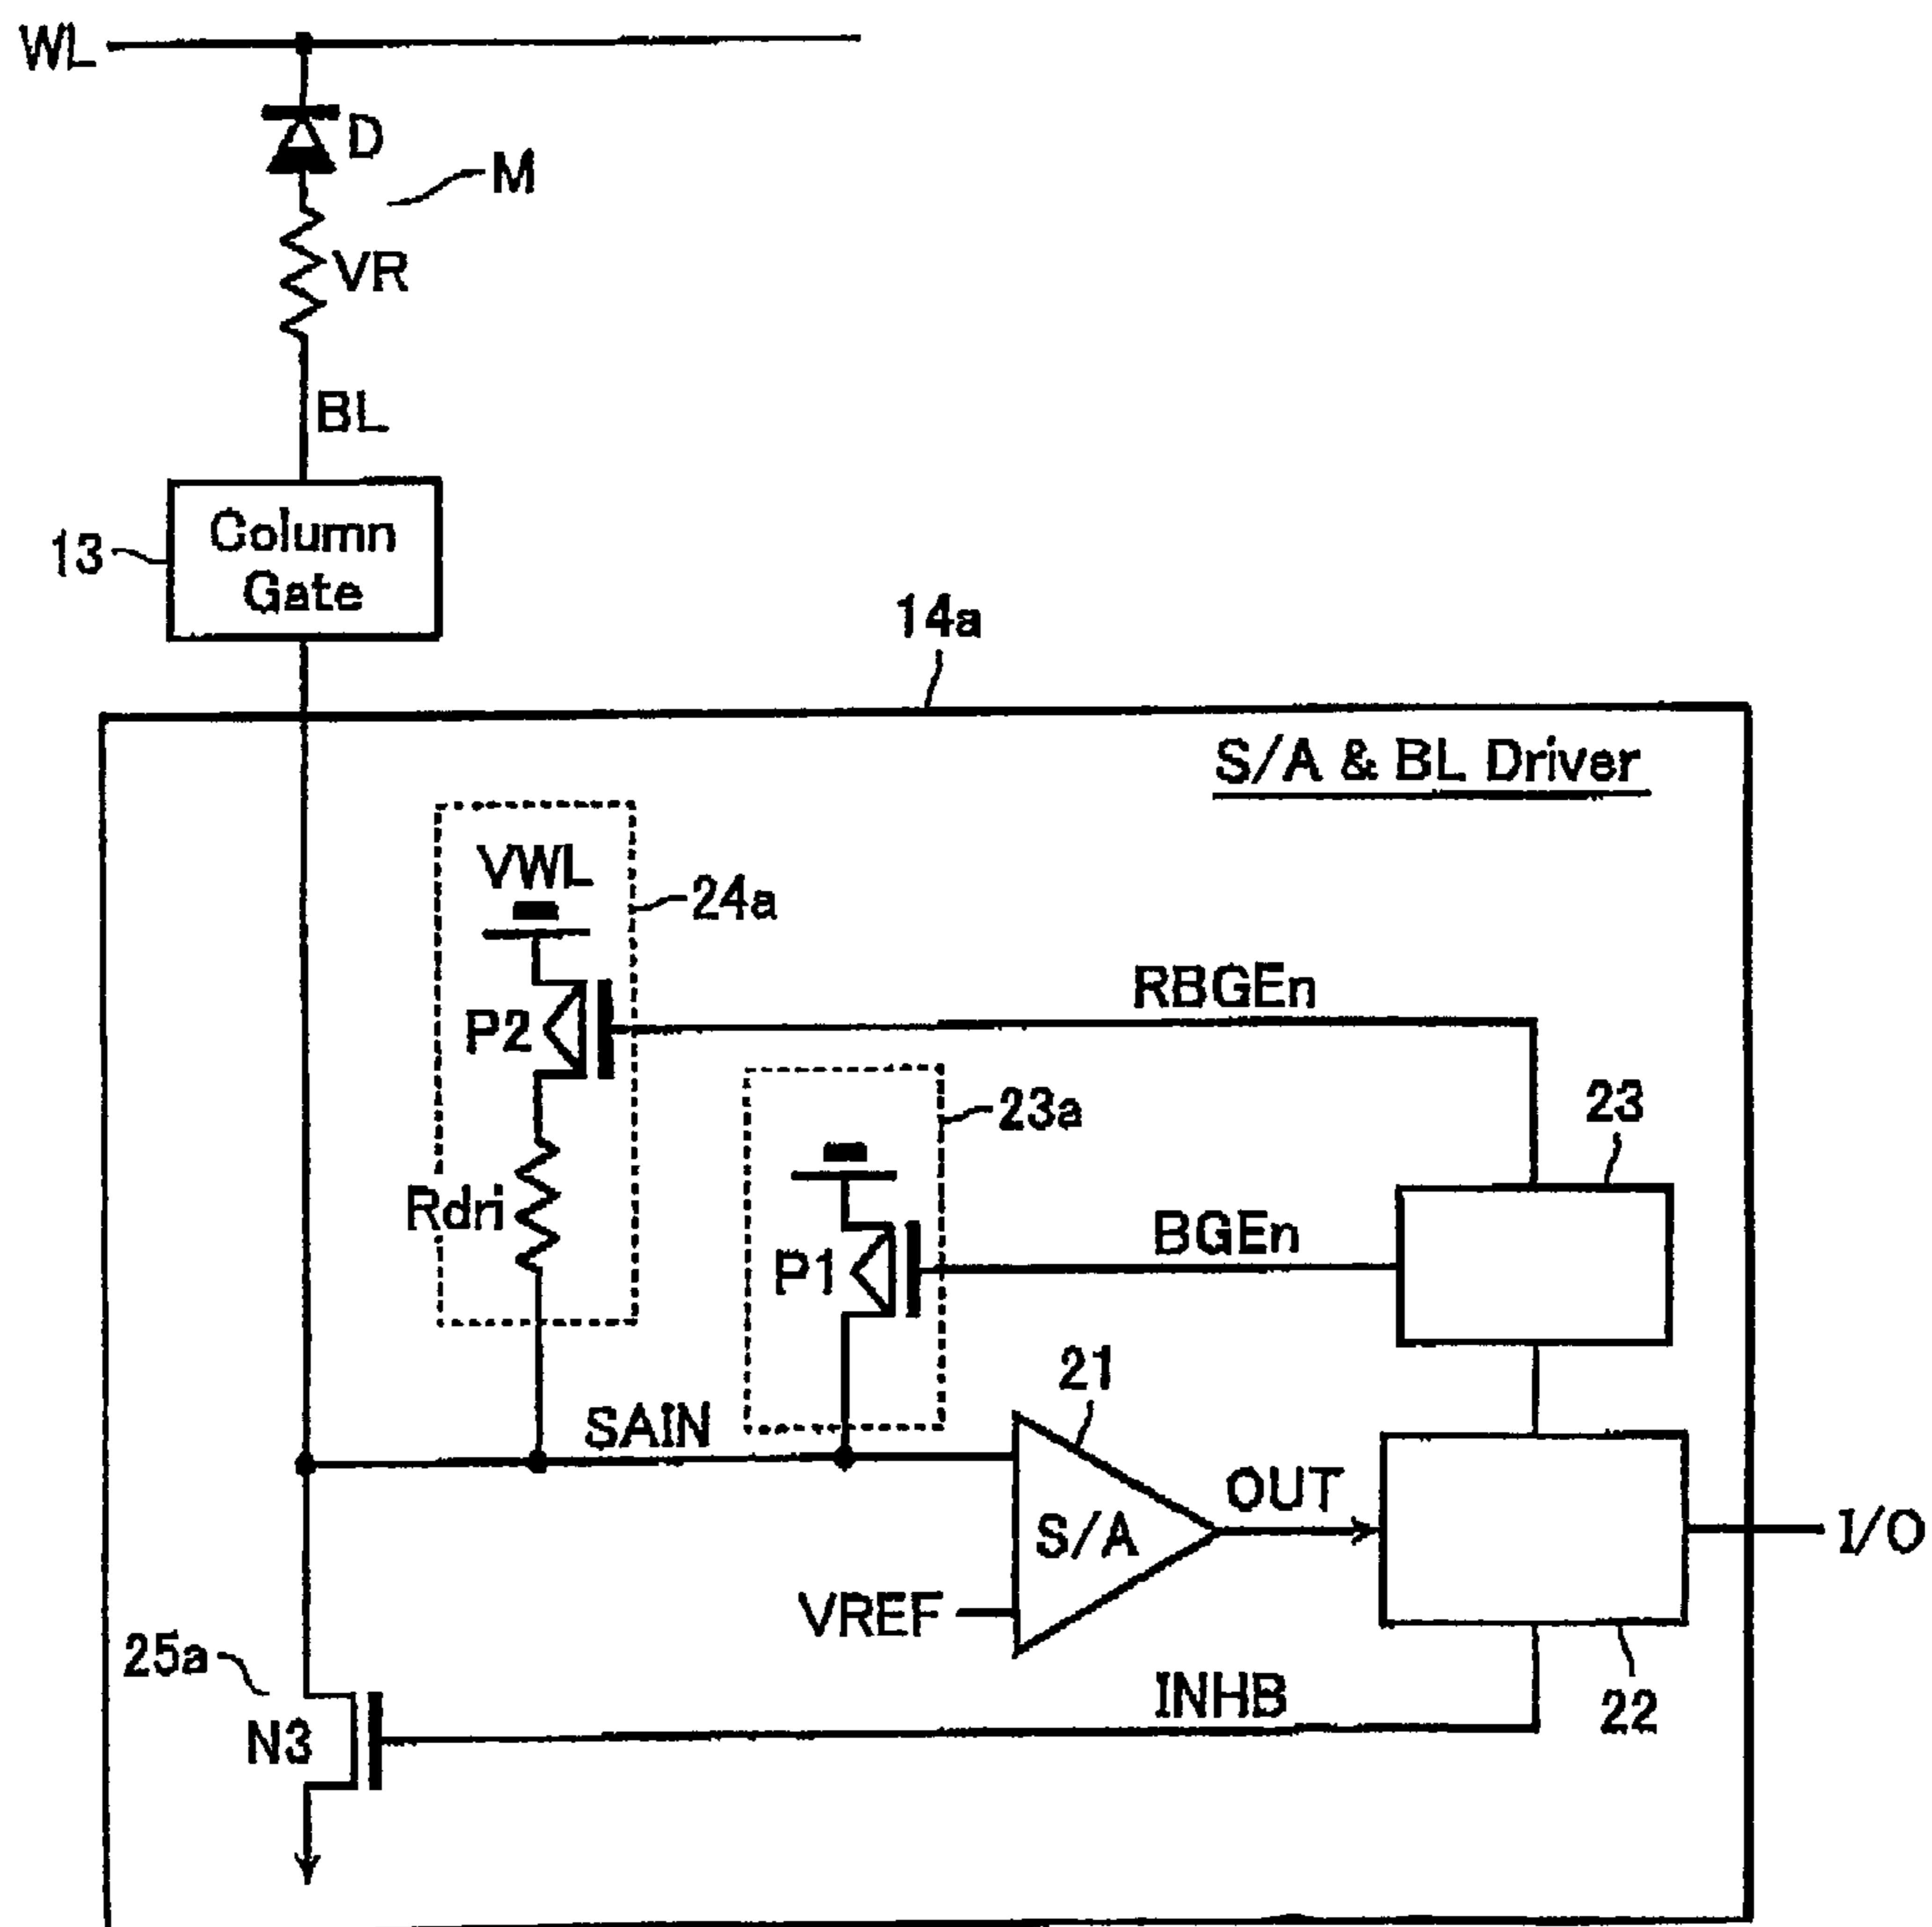 WL
D
M
VR
BL
13
Column
Gate
14a
S/A & BL Driver
VWL
24a
RBGEn
P2
23a
23
Rdri
BGEn
P1
21
SAIN
OUT
S/A
I/O
VREF
25a
INHB
22
N3